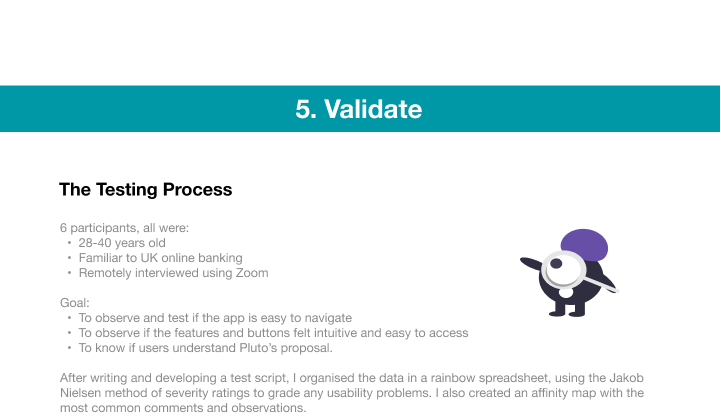 5. Validate
The Testing Process
6 participants, all were:
• 28-40 years old
• Familiar to UK online banking
• Remotely interviewed using Zoom
Goal:
• To observe and test if the app is easy to navigate
• To observe if the features and buttons felt intuitive and easy to access
• To know if users understand Pluto's proposal.
After writing and developing a test script, I organised the data in a rainbow spreadsheet, using the Jakob
Nielsen method of severity ratings to grade any usability problems. I also created an affinity map with the
most common comments and observations.